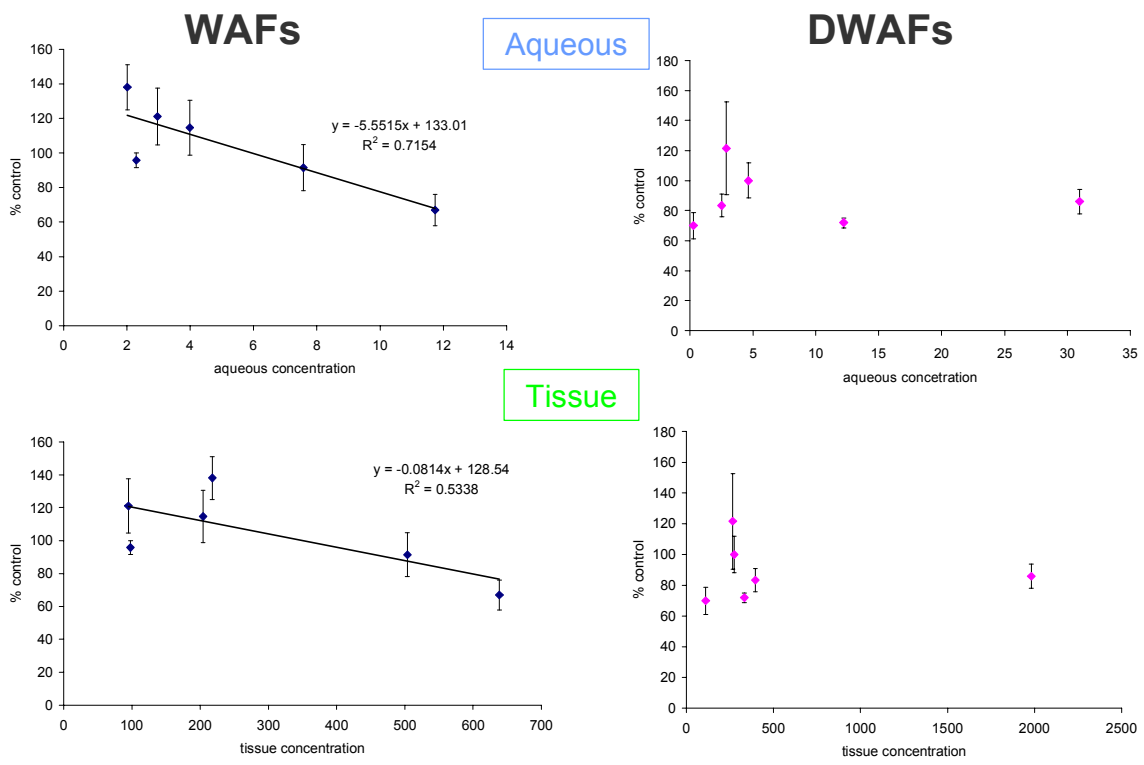 WAFs
Aqueous
DWAFs
160
140
120
100
80
60
40
20
0
% control
y = -5.5515x + 133.01
R² = 0.7154
0 2 4 6 8 10 12 14
aqueous concentration
180
160
140
120
100
80
60
40
20
0
% control
0 5 10 15 20 25 30 35
aqueous concetration
Tissue
160
140
120
100
80
60
40
20
0
% control
y = -0.0814x + 128.54
R² = 0.5338
0 100 200 300 400 500 600 700
tissue concentration
180
160
140
120
100
80
60
40
20
0
% control
0 500 1000 1500 2000 2500
tissue concentration